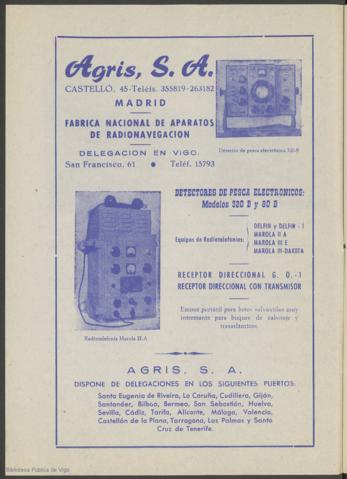 Agris, S. A.
CASTELLÓ, 45-Teléfs. 355819-263182
MADRID
FABRICA NACIONAL DE APARATOS
DE RADIONAVEGACION
DELEGACION EN VIGO:
San Francisco, 61 • Teléf. 15793
Detector de pesca electrónico 320-B
DETECTORES DE PESCA ELECTRONICOS:
Modelos 320 B y 60 D
Equipos de Radiotelefonías:
DELFIN y DELFIN - I
MAROLA II A
MAROLA III E
MAROLA III-DAKOTA
RECEPTOR DIRECCIONAL G. O.-1
RECEPTOR DIRECCIONAL CON TRANSMISOR
Emisor portátil para botes salvavidas muy
interesante para buques de cabotaje y
transatlánticos
Radiotelefonía Marola II-A
AGRIS, S. A.
DISPONE DE DELEGACIONES EN LOS SIGUIENTES PUERTOS:
Santa Eugenia de Riveira, La Coruña, Cudillero, Gijón,
Santander, Bilbao, Bermeo, San Sebastián, Huelva,
Sevilla, Cádiz, Tarifa, Alicante, Málaga, Valencia,
Castellón de la Plana, Tarragona, Las Palmas y Santa
Cruz de Tenerife.
Biblioteca Pública de Vigo